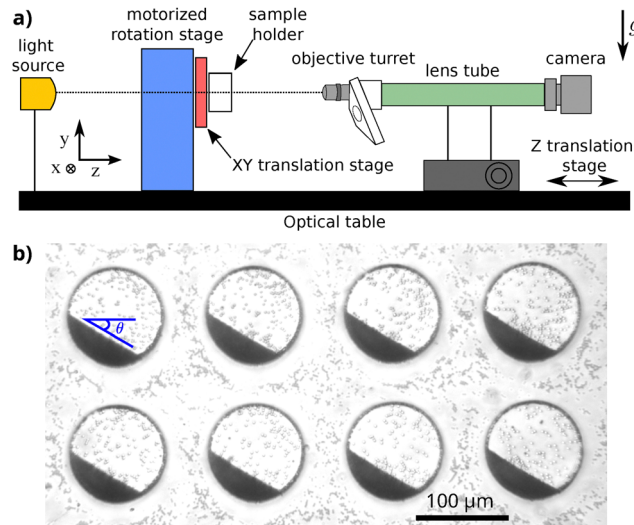 a)
motorized
rotation stage
sample
holder
light
source
objective turret
lens tube
camera
g
y
x
z
XY translation stage
Z translation
stage
Optical table
b)
θ
100 µm